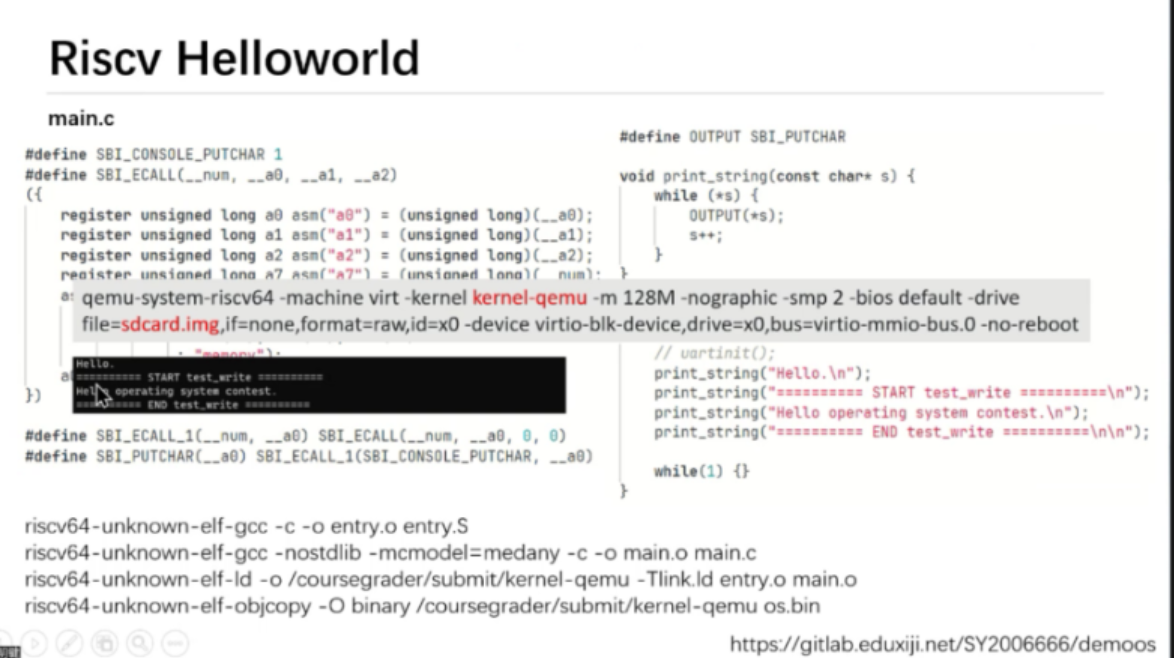 Riscv Helloworld
main.c
#define SBI_CONSOLE_PUTCHAR 1
#define SBI_ECALL(__num, __a0, __a1, __a2)
({
register unsigned long a0 asm("a0") = (unsigned long)(__a0);
register unsigned long a1 asm("a1") = (unsigned long)(__a1);
register unsigned long a2 asm("a2") = (unsigned long)(__a2);
register unsigned long a7 asm("a7") = (unsigned long)(__num);
qemu-system-riscv64 -machine virt -kernel kernel-qemu -m 128M -nographic -smp 2 -bios default -drive
file=sdcard.img,if=none,format=raw,id=x0 -device virtio-blk-device,drive=x0,bus=virtio-mmio-bus.0 -no-reboot
: "memory");
Hello.
========== START test_write ==========
Hello operating system contest.
========== END test_write ==========
})
#define SBI_ECALL_1(__num, __a0) SBI_ECALL(__num, __a0, 0, 0)
#define SBI_PUTCHAR(__a0) SBI_ECALL_1(SBI_CONSOLE_PUTCHAR, __a0)
#define OUTPUT SBI_PUTCHAR
void print_string(const char* s) {
while (*s) {
OUTPUT(*s);
s++;
}
}
// uartinit();
print_string("Hello.\n");
print_string("========== START test_write ==========\n");
print_string("Hello operating system contest.\n");
print_string("========== END test_write ==========\n\n");
while(1) {}
}
riscv64-unknown-elf-gcc -c -o entry.o entry.S
riscv64-unknown-elf-gcc -nostdlib -mcmodel=medany -c -o main.o main.c
riscv64-unknown-elf-ld -o /coursegrader/submit/kernel-qemu -Tlink.ld entry.o main.o
riscv64-unknown-elf-objcopy -O binary /coursegrader/submit/kernel-qemu os.bin
https://gitlab.eduxiji.net/SY2006666/demoos